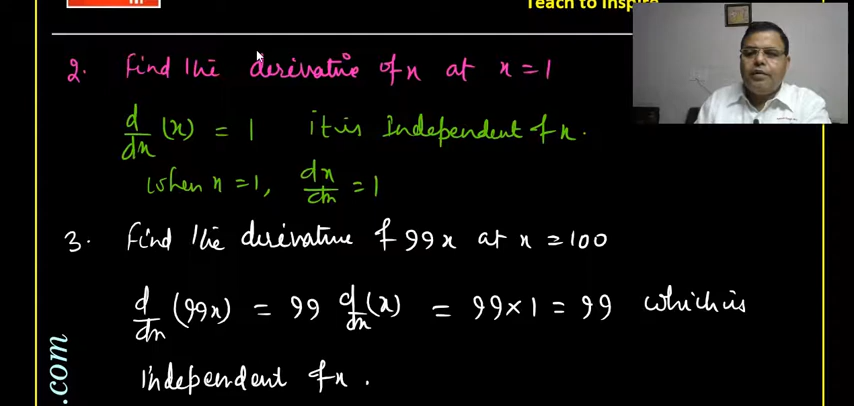 Teach to Inspire
2. Find the derivative of x at x = 1
d/dx (x) = 1 it is Independent of x.
When x = 1, dx/dx = 1
3. Find the derivative of 99x at x = 100
d/dx (99x) = 99 d/dx (x) = 99 × 1 = 99 which is
independent of x.
.com